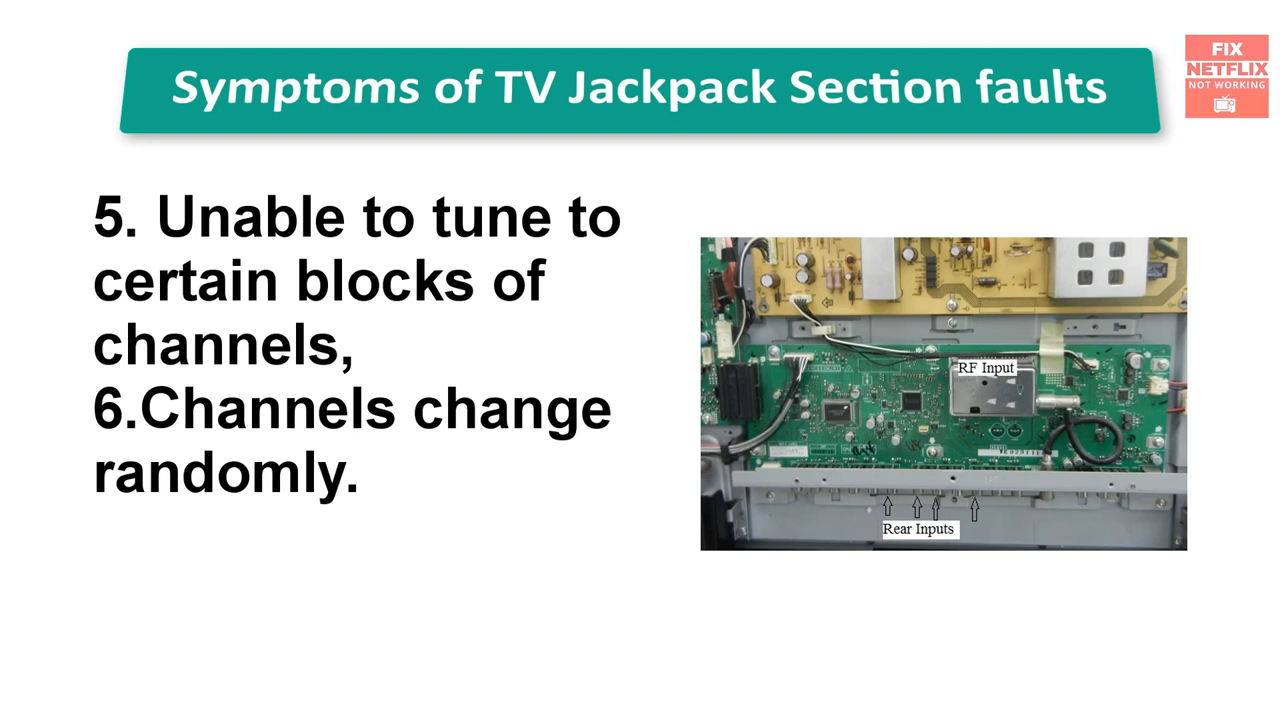 Symptoms of TV Jackpack Section faults
FIX
NETFLIX
NOT WORKING
5. Unable to tune to
certain blocks of
channels,
6.Channels change
randomly.
RF Input
Rear Inputs